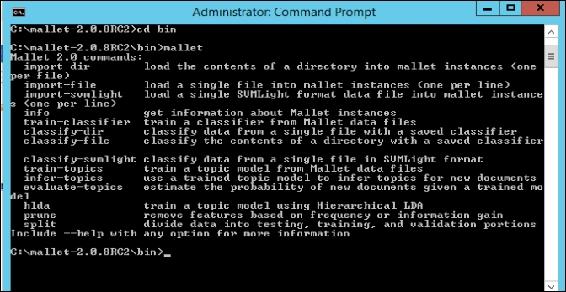 Administrator: Command Prompt
C:\mallet-2.0.8RC2>cd bin
C:\mallet-2.0.8RC2\bin>mallet
Mallet 2.0 commands:
import-dir load the contents of a directory into mallet instances (one
per file)
import-file load a single file into mallet instances (one per line)
import-svmlight load a single SVMLight format data file into mallet instance
s (one per line)
info get information about Mallet instances
train-classifier train a classifier from Mallet data files
classify-dir classify data from a single file with a saved classifier
classify-file classify the contents of a directory with a saved classifier
classify-svmlight classify data from a single file in SVMLight format
train-topics train a topic model from Mallet data files
infer-topics use a trained topic model to infer topics for new documents
evaluate-topics estimate the probability of new documents given a trained mo
del
hlda train a topic model using Hierarchical LDA
prune remove features based on frequency or information gain
split divide data into testing, training, and validation portions
Include --help with any option for more information
C:\mallet-2.0.8RC2\bin>_